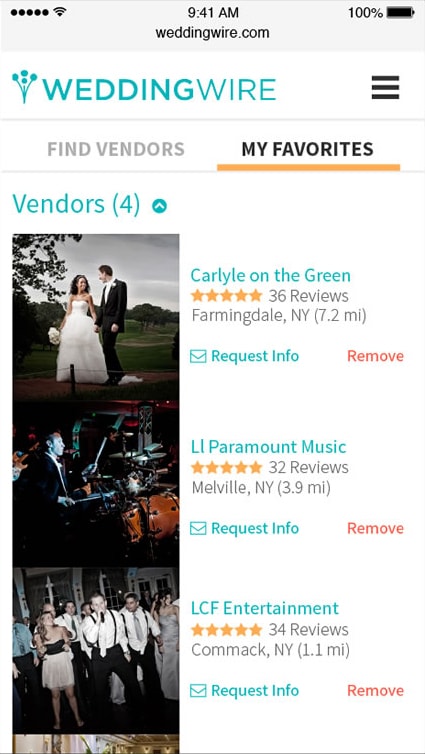 9:41 AM 100%
weddingwire.com
WEDDINGWIRE
FIND VENDORS MY FAVORITES
Vendors (4)
Carlyle on the Green
36 Reviews
Farmingdale, NY (7.2 mi)
Request Info Remove
Ll Paramount Music
32 Reviews
Melville, NY (3.9 mi)
Request Info Remove
LCF Entertainment
34 Reviews
Commack, NY (1.1 mi)
Request Info Remove